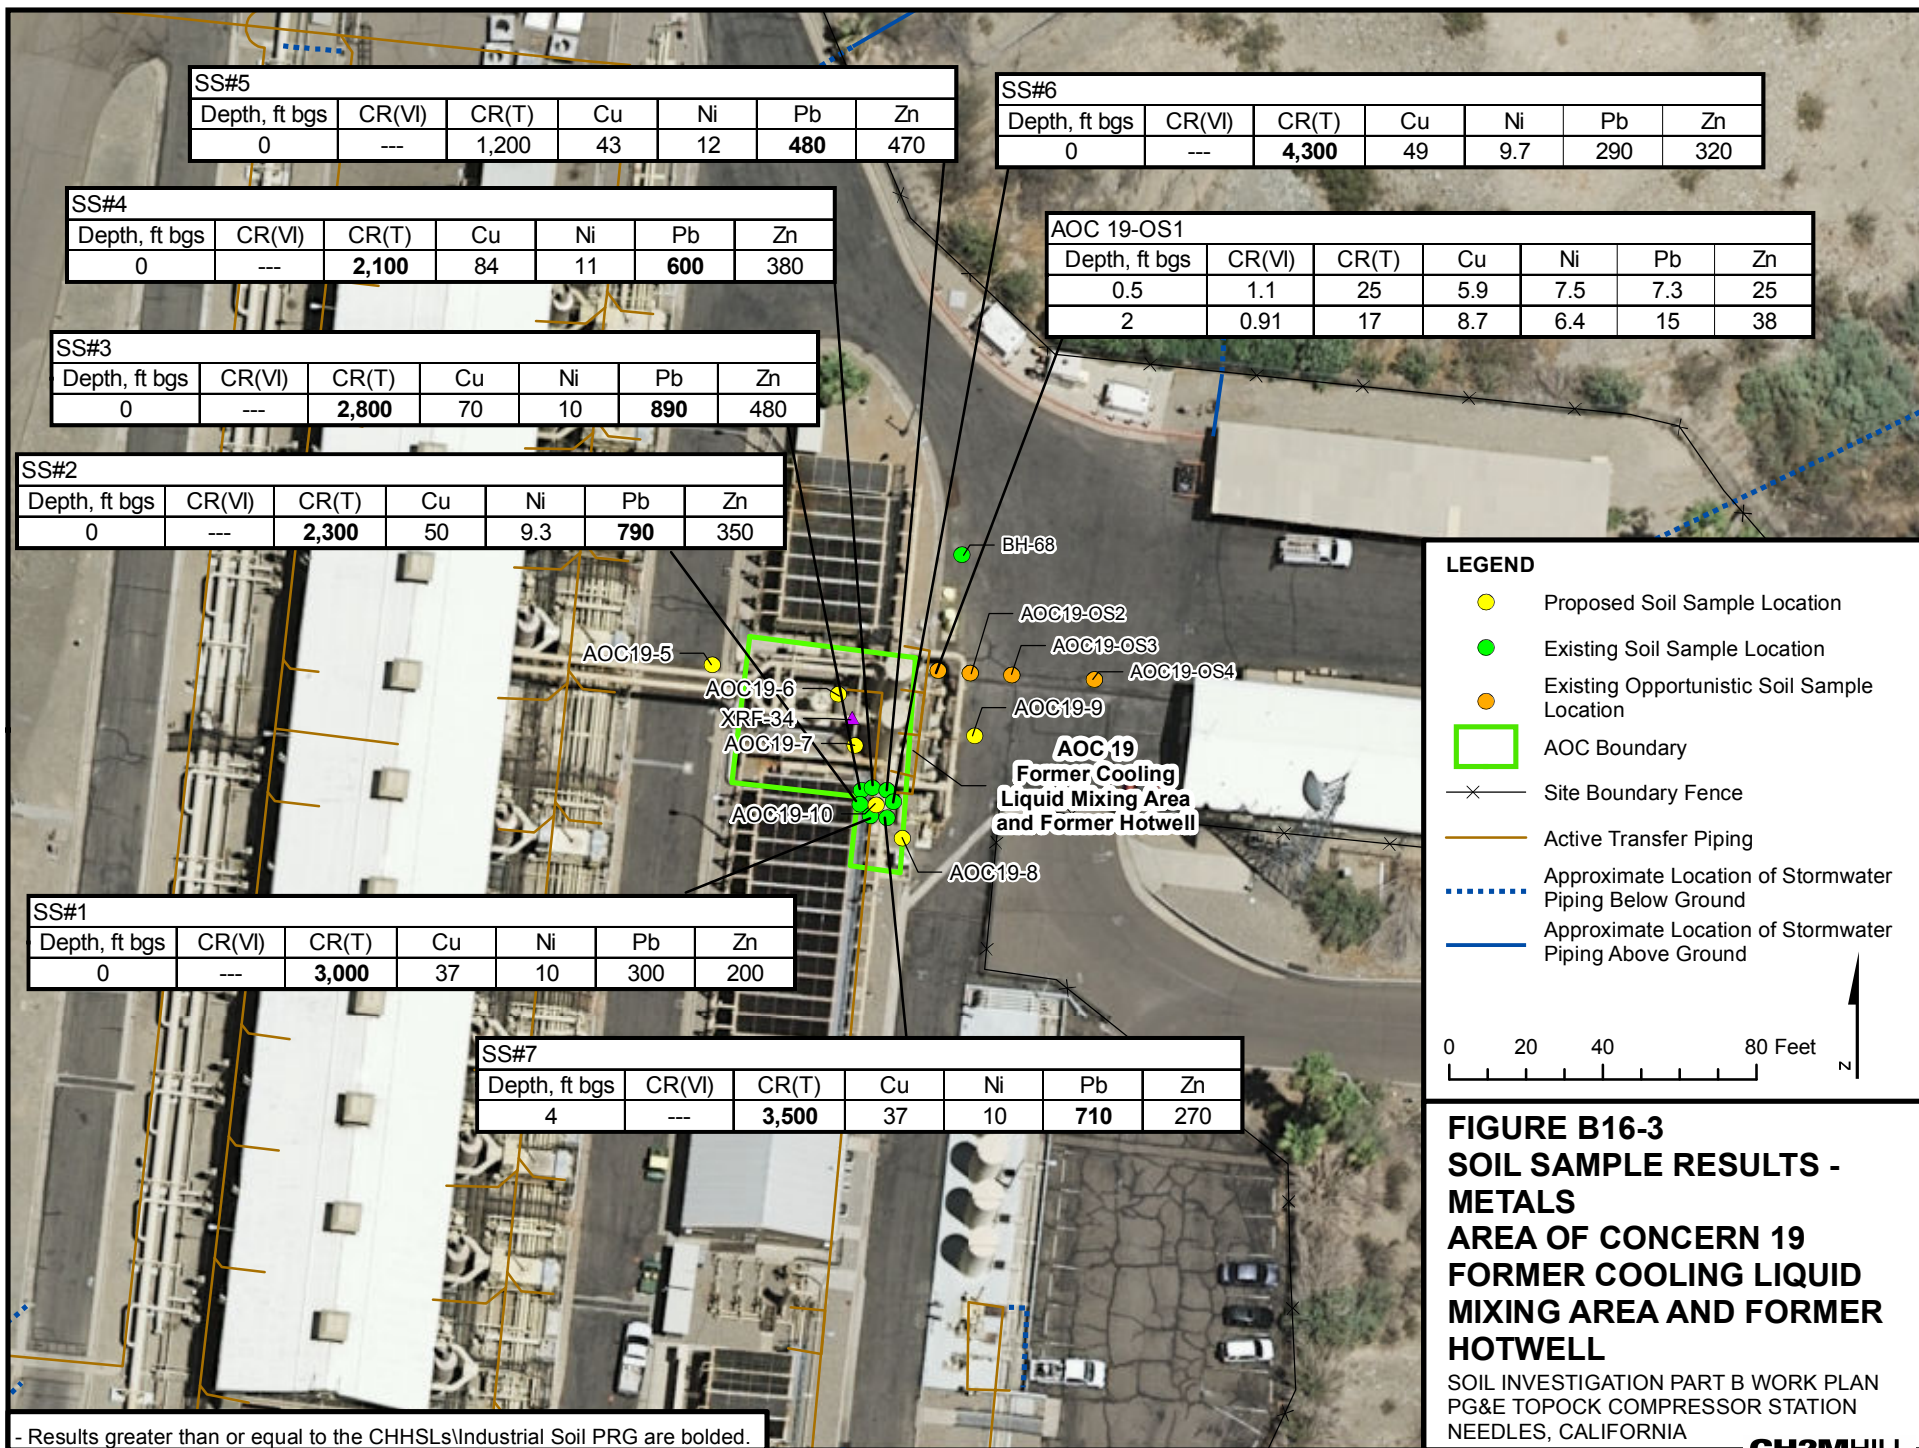 SS#5
Depth, ft bgs CR(VI) CR(T) Cu Ni Pb Zn
0 --- 1,200 43 12 480 470
SS#6
Depth, ft bgs CR(VI) CR(T) Cu Ni Pb Zn
0 --- 4,300 49 9.7 290 320
SS#4
Depth, ft bgs CR(VI) CR(T) Cu Ni Pb Zn
0 --- 2,100 84 11 600 380
AOC 19-OS1
Depth, ft bgs CR(VI) CR(T) Cu Ni Pb Zn
0.5 1.1 25 5.9 7.5 7.3 25
2 0.91 17 8.7 6.4 15 38
SS#3
Depth, ft bgs CR(VI) CR(T) Cu Ni Pb Zn
0 --- 2,800 70 10 890 480
SS#2
Depth, ft bgs CR(VI) CR(T) Cu Ni Pb Zn
0 --- 2,300 50 9.3 790 350
BH-68
AOC19-OS2
AOC19-OS3
AOC19-OS4
AOC19-5
AOC19-6
XRF-34
AOC19-7
AOC19-9
AOC 19
Former Cooling
Liquid Mixing Area
and Former Hotwell
AOC19-10
AOC19-8
SS#1
Depth, ft bgs CR(VI) CR(T) Cu Ni Pb Zn
0 --- 3,000 37 10 300 200
SS#7
Depth, ft bgs CR(VI) CR(T) Cu Ni Pb Zn
4 --- 3,500 37 10 710 270
- Results greater than or equal to the CHHSLs\Industrial Soil PRG are bolded.
LEGEND
Proposed Soil Sample Location
Existing Soil Sample Location
Existing Opportunistic Soil Sample
Location
AOC Boundary
Site Boundary Fence
Active Transfer Piping
Approximate Location of Stormwater
Piping Below Ground
Approximate Location of Stormwater
Piping Above Ground
0 20 40 80 Feet
N
FIGURE B16-3
SOIL SAMPLE RESULTS -
METALS
AREA OF CONCERN 19
FORMER COOLING LIQUID
MIXING AREA AND FORMER
HOTWELL
SOIL INVESTIGATION PART B WORK PLAN
PG&E TOPOCK COMPRESSOR STATION
NEEDLES, CALIFORNIA
CH2MHILL